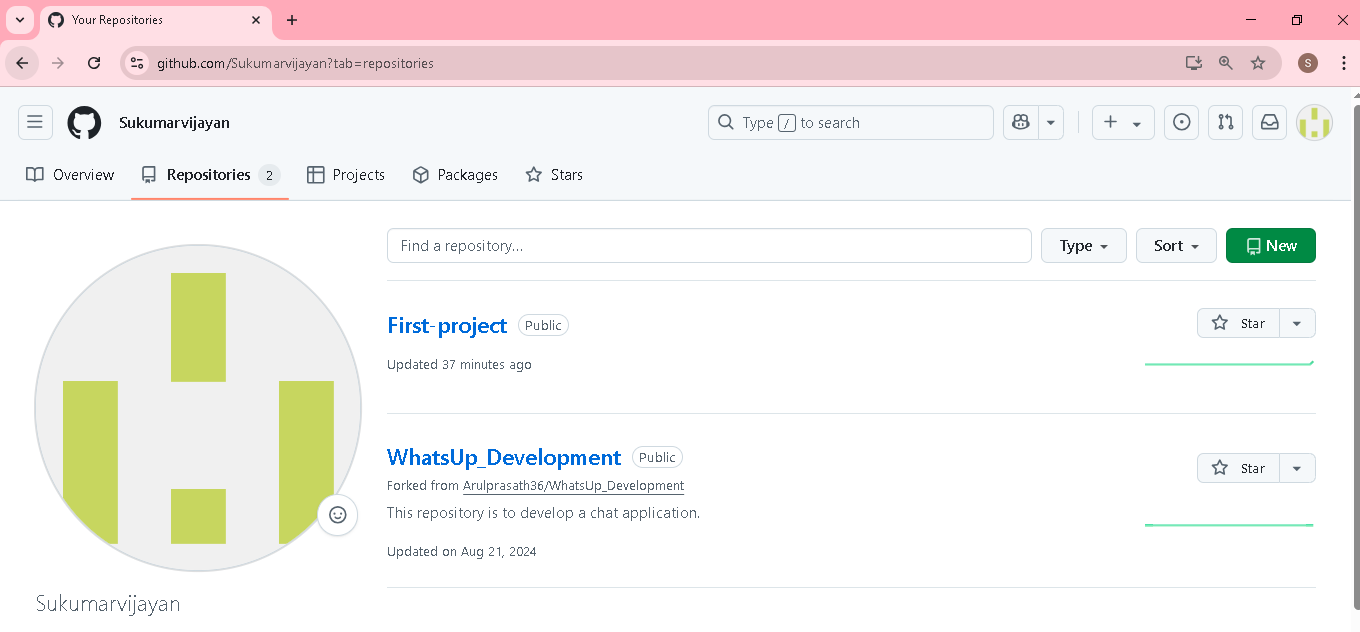 Your Repositories
github.com/Sukumarvijayan?tab=repositories
S
Sukumarvijayan
Type / to search
Overview
Repositories 2
Projects
Packages
Stars
Find a repository...
Type
Sort
New
First-project Public
Star
Updated 37 minutes ago
WhatsUp_Development Public
Star
Forked from Arulprasath36/WhatsUp_Development
This repository is to develop a chat application.
Updated on Aug 21, 2024
Sukumarvijayan